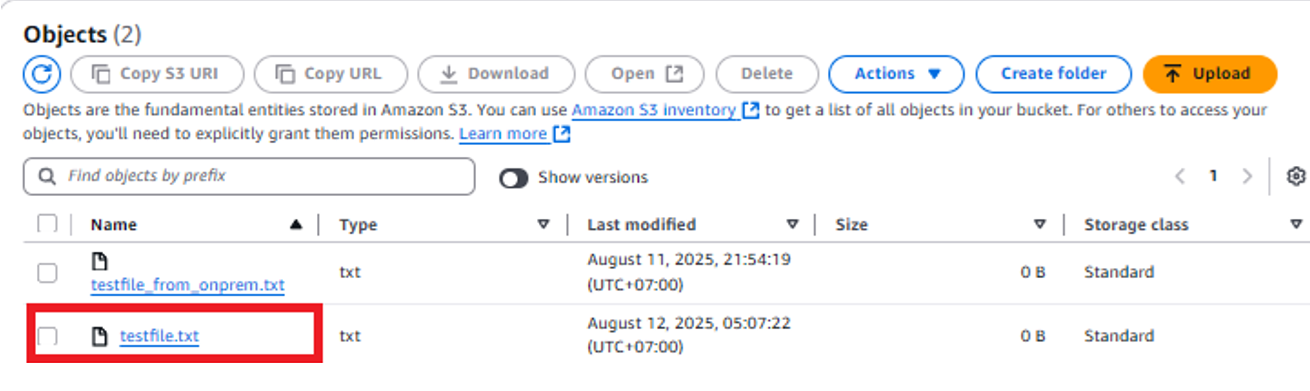 Objects (2)
Copy S3 URI Copy URL Download Open Delete Actions Create folder Upload
Objects are the fundamental entities stored in Amazon S3. You can use Amazon S3 inventory to get a list of all objects in your bucket. For others to access your
objects, you'll need to explicitly grant them permissions. Learn more
Find objects by prefix Show versions 1
Name Type Last modified Size Storage class
testfile_from_onprem.txt txt August 11, 2025, 21:54:19 (UTC+07:00) 0 B Standard
testfile.txt txt August 12, 2025, 05:07:22 (UTC+07:00) 0 B Standard